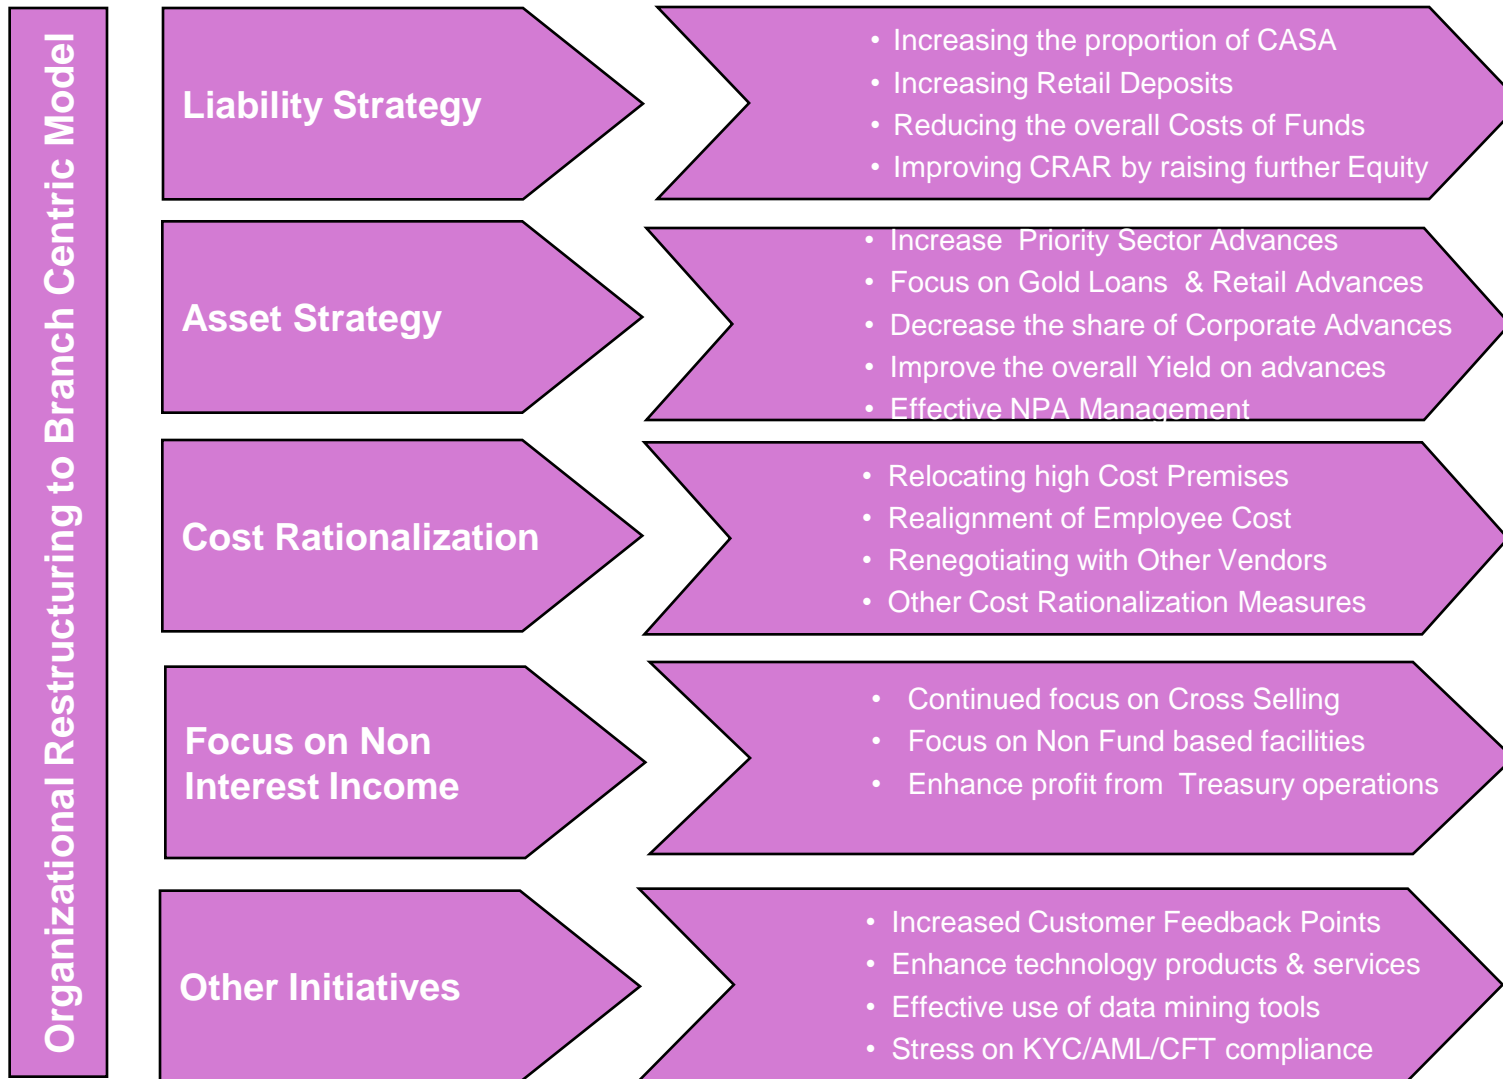 Organizational Restructuring to Branch Centric Model
Liability Strategy
• Increasing the proportion of CASA
• Increasing Retail Deposits
• Reducing the overall Costs of Funds
• Improving CRAR by raising further Equity
Asset Strategy
• Increase Priority Sector Advances
• Focus on Gold Loans & Retail Advances
• Decrease the share of Corporate Advances
• Improve the overall Yield on advances
• Effective NPA Management
Cost Rationalization
• Relocating high Cost Premises
• Realignment of Employee Cost
• Renegotiating with Other Vendors
• Other Cost Rationalization Measures
Focus on Non
Interest Income
• Continued focus on Cross Selling
• Focus on Non Fund based facilities
• Enhance profit from Treasury operations
Other Initiatives
• Increased Customer Feedback Points
• Enhance technology products & services
• Effective use of data mining tools
• Stress on KYC/AML/CFT compliance